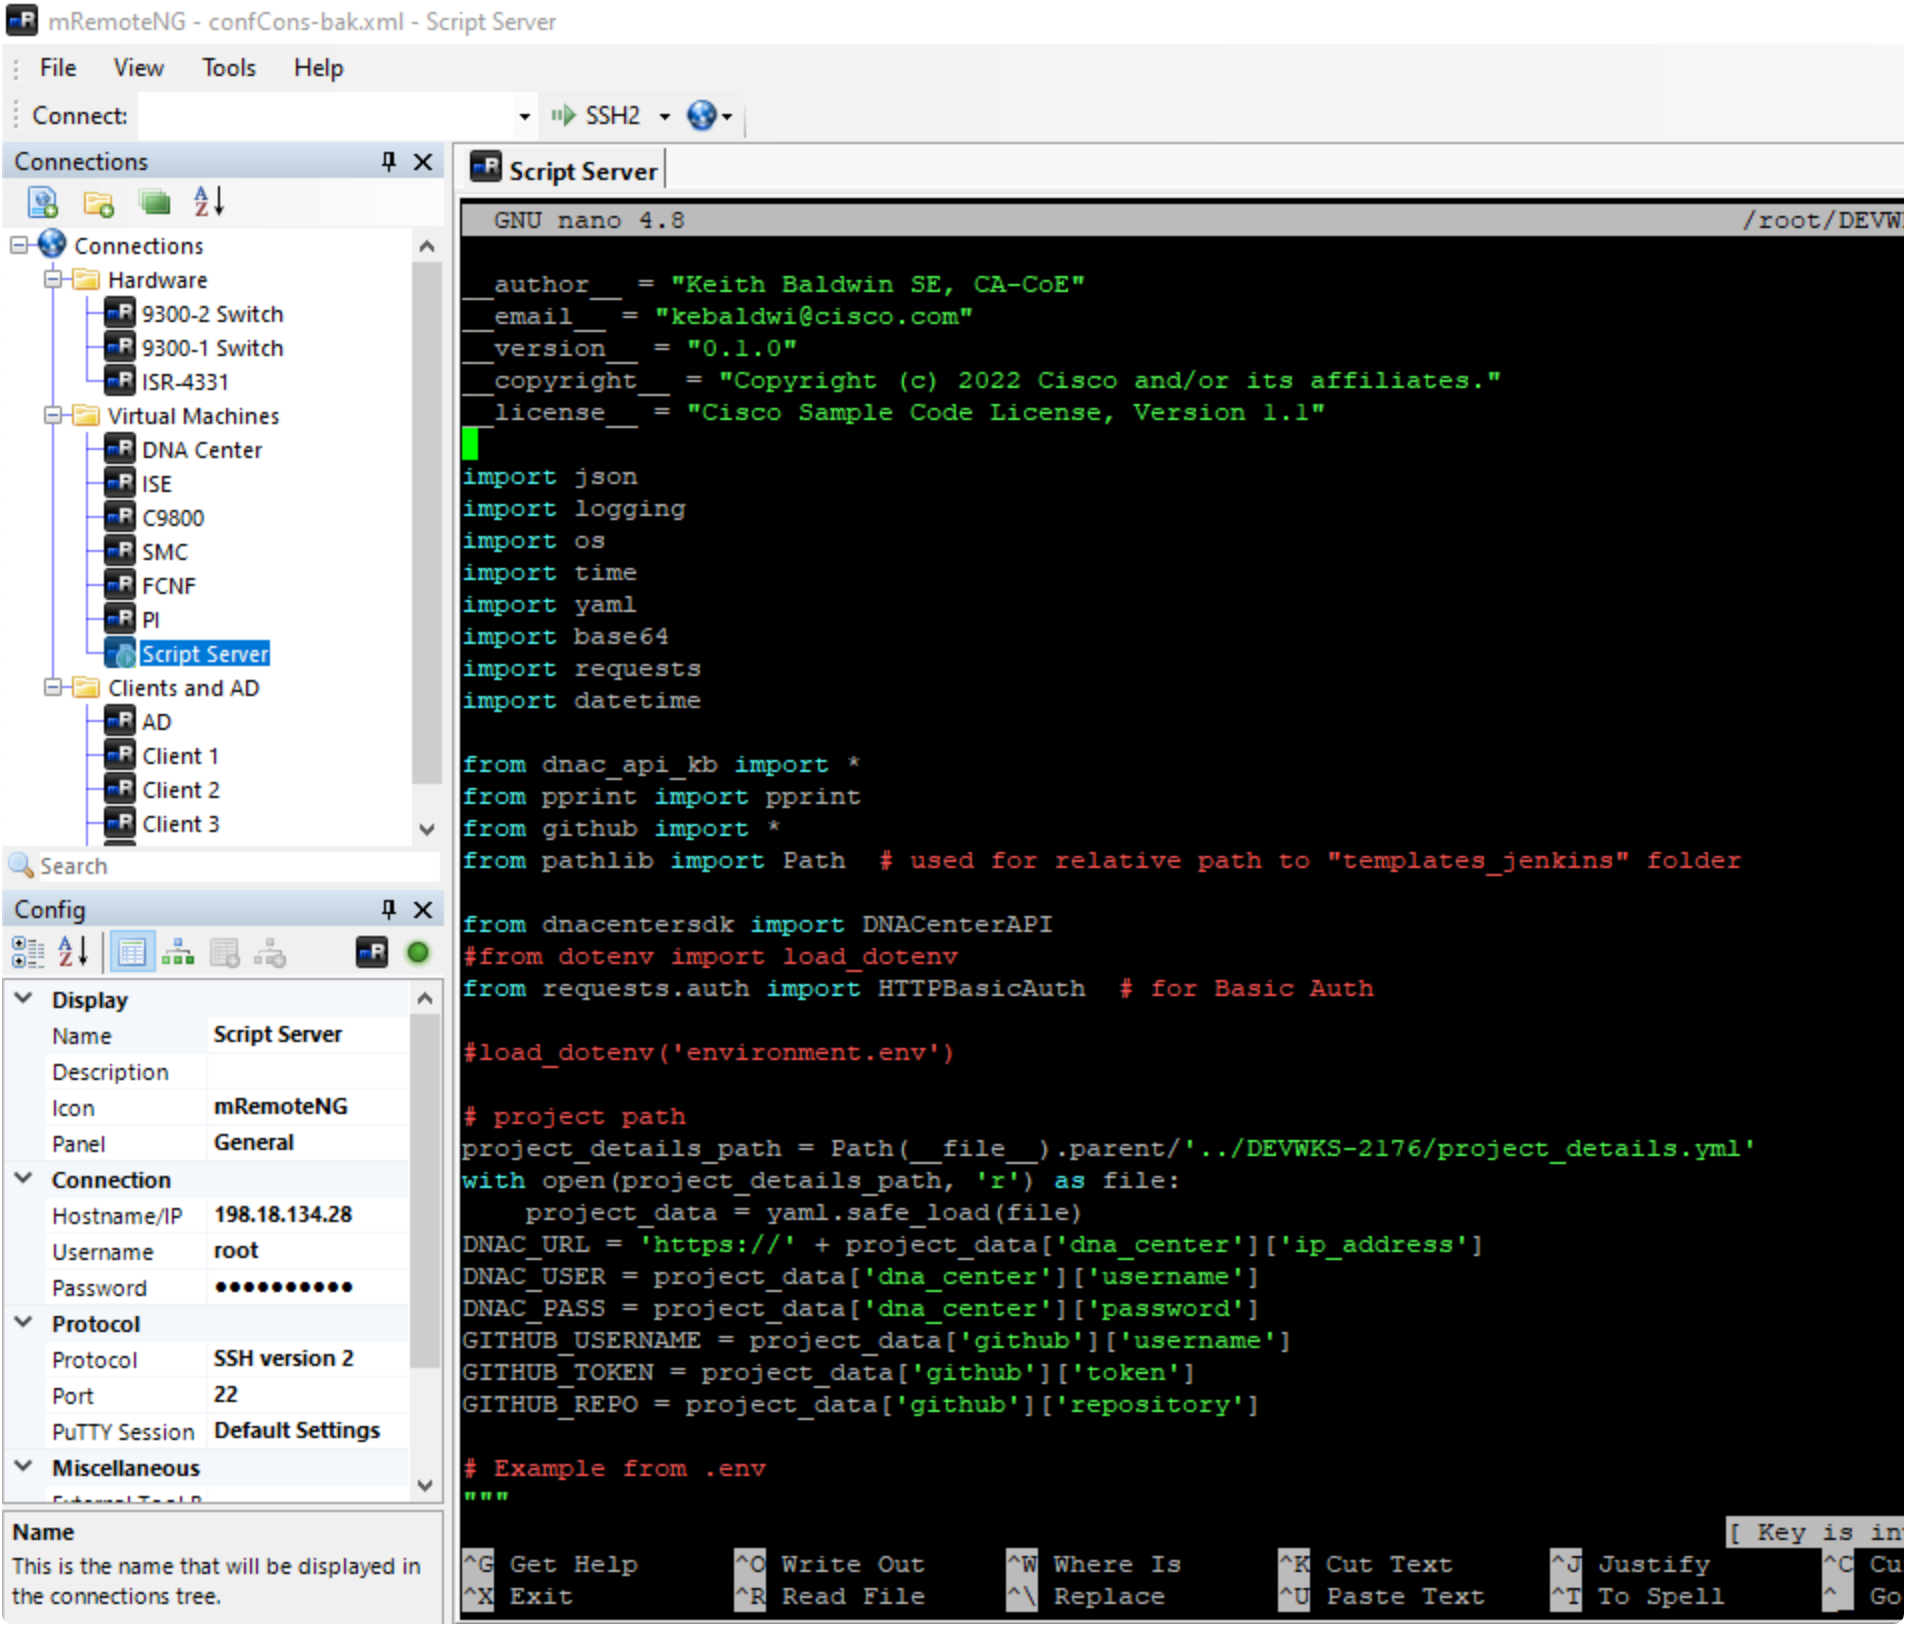 mRemoteNG - confCons-bak.xml - Script Server
File View Tools Help
Connect: SSH2
Connections
Connections
Hardware
9300-2 Switch
9300-1 Switch
ISR-4331
Virtual Machines
DNA Center
ISE
C9800
SMC
FCNF
PI
Script Server
Clients and AD
AD
Client 1
Client 2
Client 3
Search
Config
Display
Name Script Server
Description
Icon mRemoteNG
Panel General
Connection
Hostname/IP 198.18.134.28
Username root
Password ●●●●●●●●●●
Protocol
Protocol SSH version 2
Port 22
PuTTY Session Default Settings
Miscellaneous
Name
This is the name that will be displayed in
the connections tree.
Script Server
GNU nano 4.8 /root/DEVW
__author__ = "Keith Baldwin SE, CA-CoE"
__email__ = "kebaldwi@cisco.com"
__version__ = "0.1.0"
__copyright__ = "Copyright (c) 2022 Cisco and/or its affiliates."
__license__ = "Cisco Sample Code License, Version 1.1"
import json
import logging
import os
import time
import yaml
import base64
import requests
import datetime
from dnac_api_kb import *
from pprint import pprint
from github import *
from pathlib import Path  # used for relative path to "templates_jenkins" folder
from dnacentersdk import DNACenterAPI
#from dotenv import load_dotenv
from requests.auth import HTTPBasicAuth  # for Basic Auth
#load_dotenv('environment.env')
# project path
project_details_path = Path(__file__).parent/'../DEVWKS-2176/project_details.yml'
with open(project_details_path, 'r') as file:
    project_data = yaml.safe_load(file)
DNAC_URL = 'https://' + project_data['dna_center']['ip_address']
DNAC_USER = project_data['dna_center']['username']
DNAC_PASS = project_data['dna_center']['password']
GITHUB_USERNAME = project_data['github']['username']
GITHUB_TOKEN = project_data['github']['token']
GITHUB_REPO = project_data['github']['repository']
# Example from .env
"""
[ Key is in
^G Get Help ^O Write Out ^W Where Is ^K Cut Text ^J Justify ^C Cu
^X Exit ^R Read File ^\ Replace ^U Paste Text ^T To Spell ^_ Go